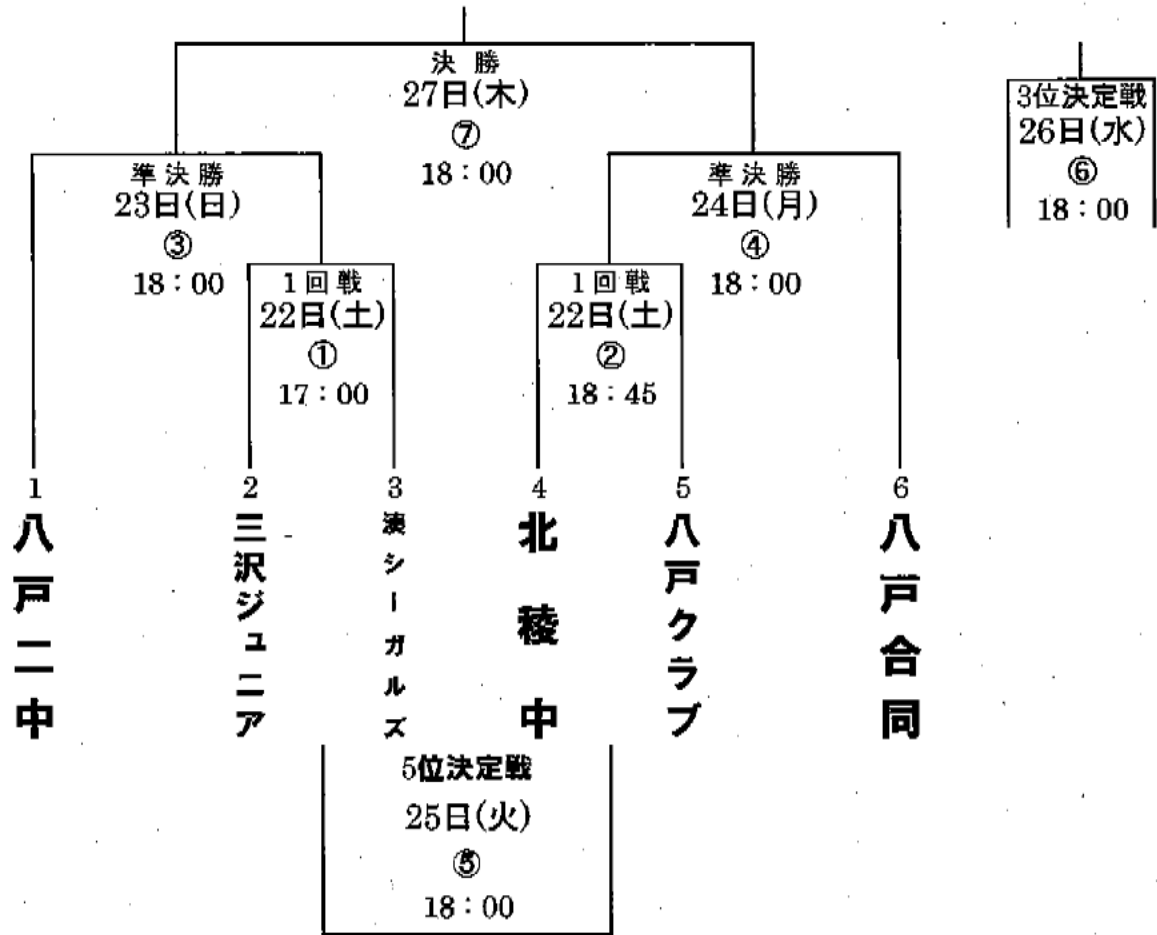 決勝
27日(木)
⑦
18：00
3位決定戦
26日(水)
⑥
18：00
準決勝
23日(日)
③
18：00
準決勝
24日(月)
④
18：00
1回戦
22日(土)
①
17：00
1回戦
22日(土)
②
18：45
1
八戸二中
2
三沢ジュニア
3
湊シーガルズ
4
北稜中
5
八戸クラブ
6
八戸合同
5位決定戦
25日(火)
⑤
18：00